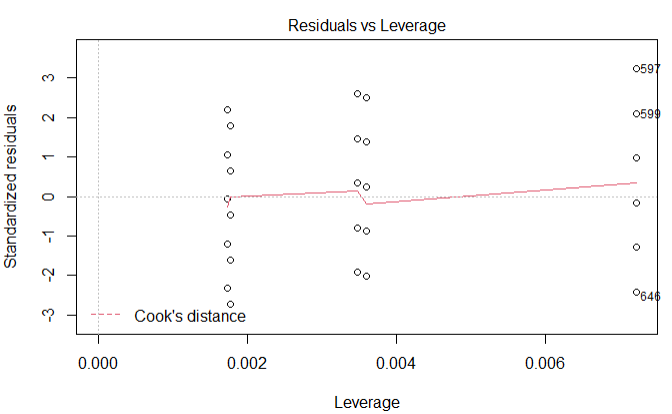 Residuals vs Leverage
Standardized residuals
3
2
1
0
-1
-2
-3
597
599
646
Cook's distance
0.000 0.002 0.004 0.006
Leverage